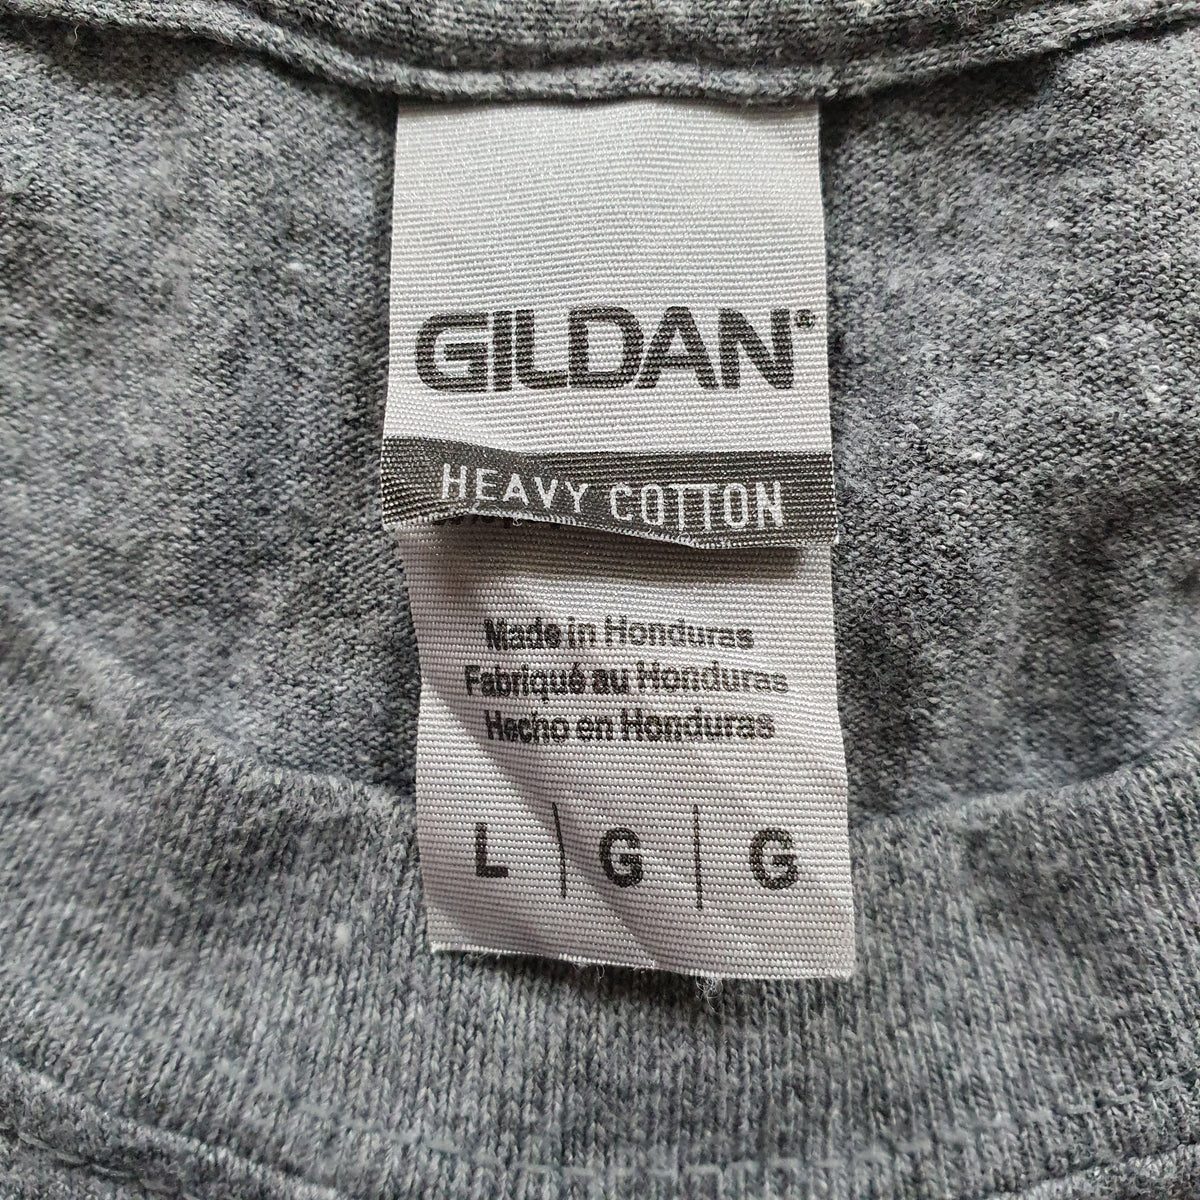 GILDAN®
HEAVY COTTON
Made in Honduras
Fabriqué au Honduras
Hecho en Honduras
L | G | G